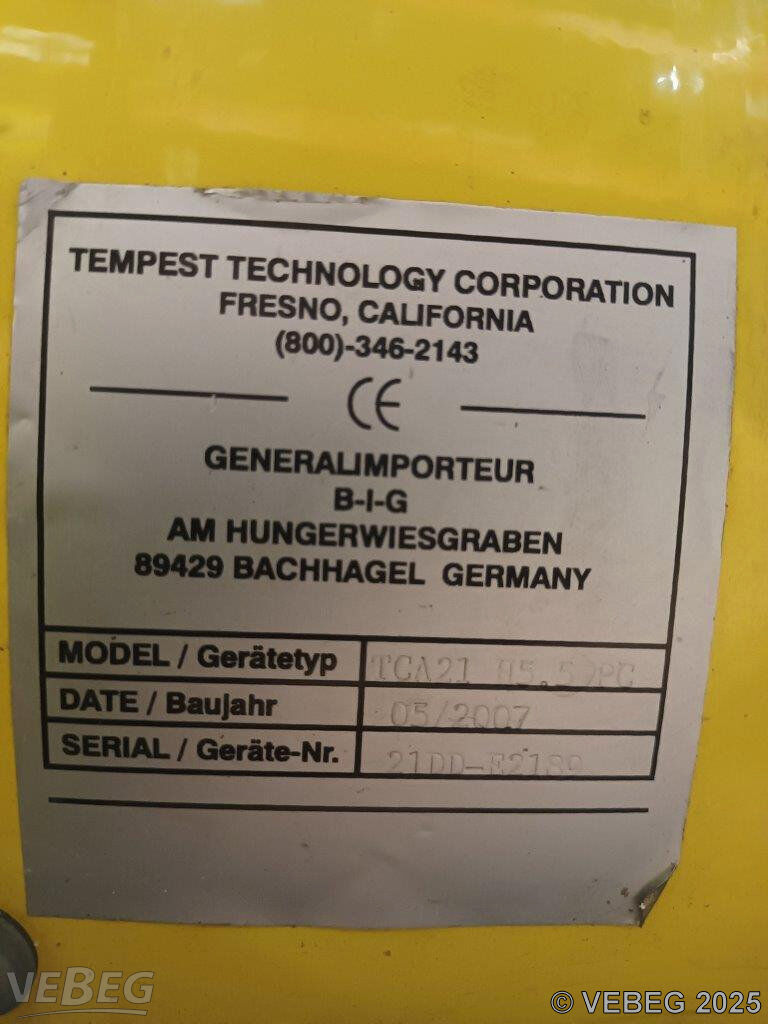 TEMPEST TECHNOLOGY CORPORATION
FRESNO, CALIFORNIA
(800)-346-2143
CE
GENERALIMPORTEUR
B-I-G
AM HUNGERWIESGRABEN
89429 BACHHAGEL GERMANY
MODEL / Gerätetyp TCA21
DATE / Baujahr 05/2007
SERIAL / Geräte-Nr.
VEBEG
© VEBEG 2025